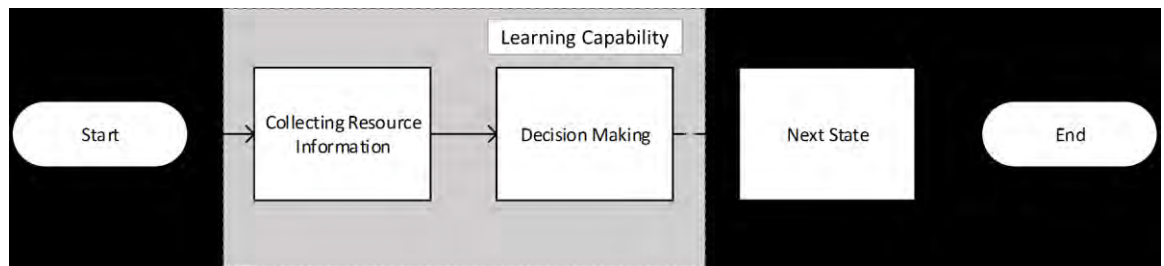 Learning Capability
Start
Collecting Resource
Information
Decision Making
Next State
End